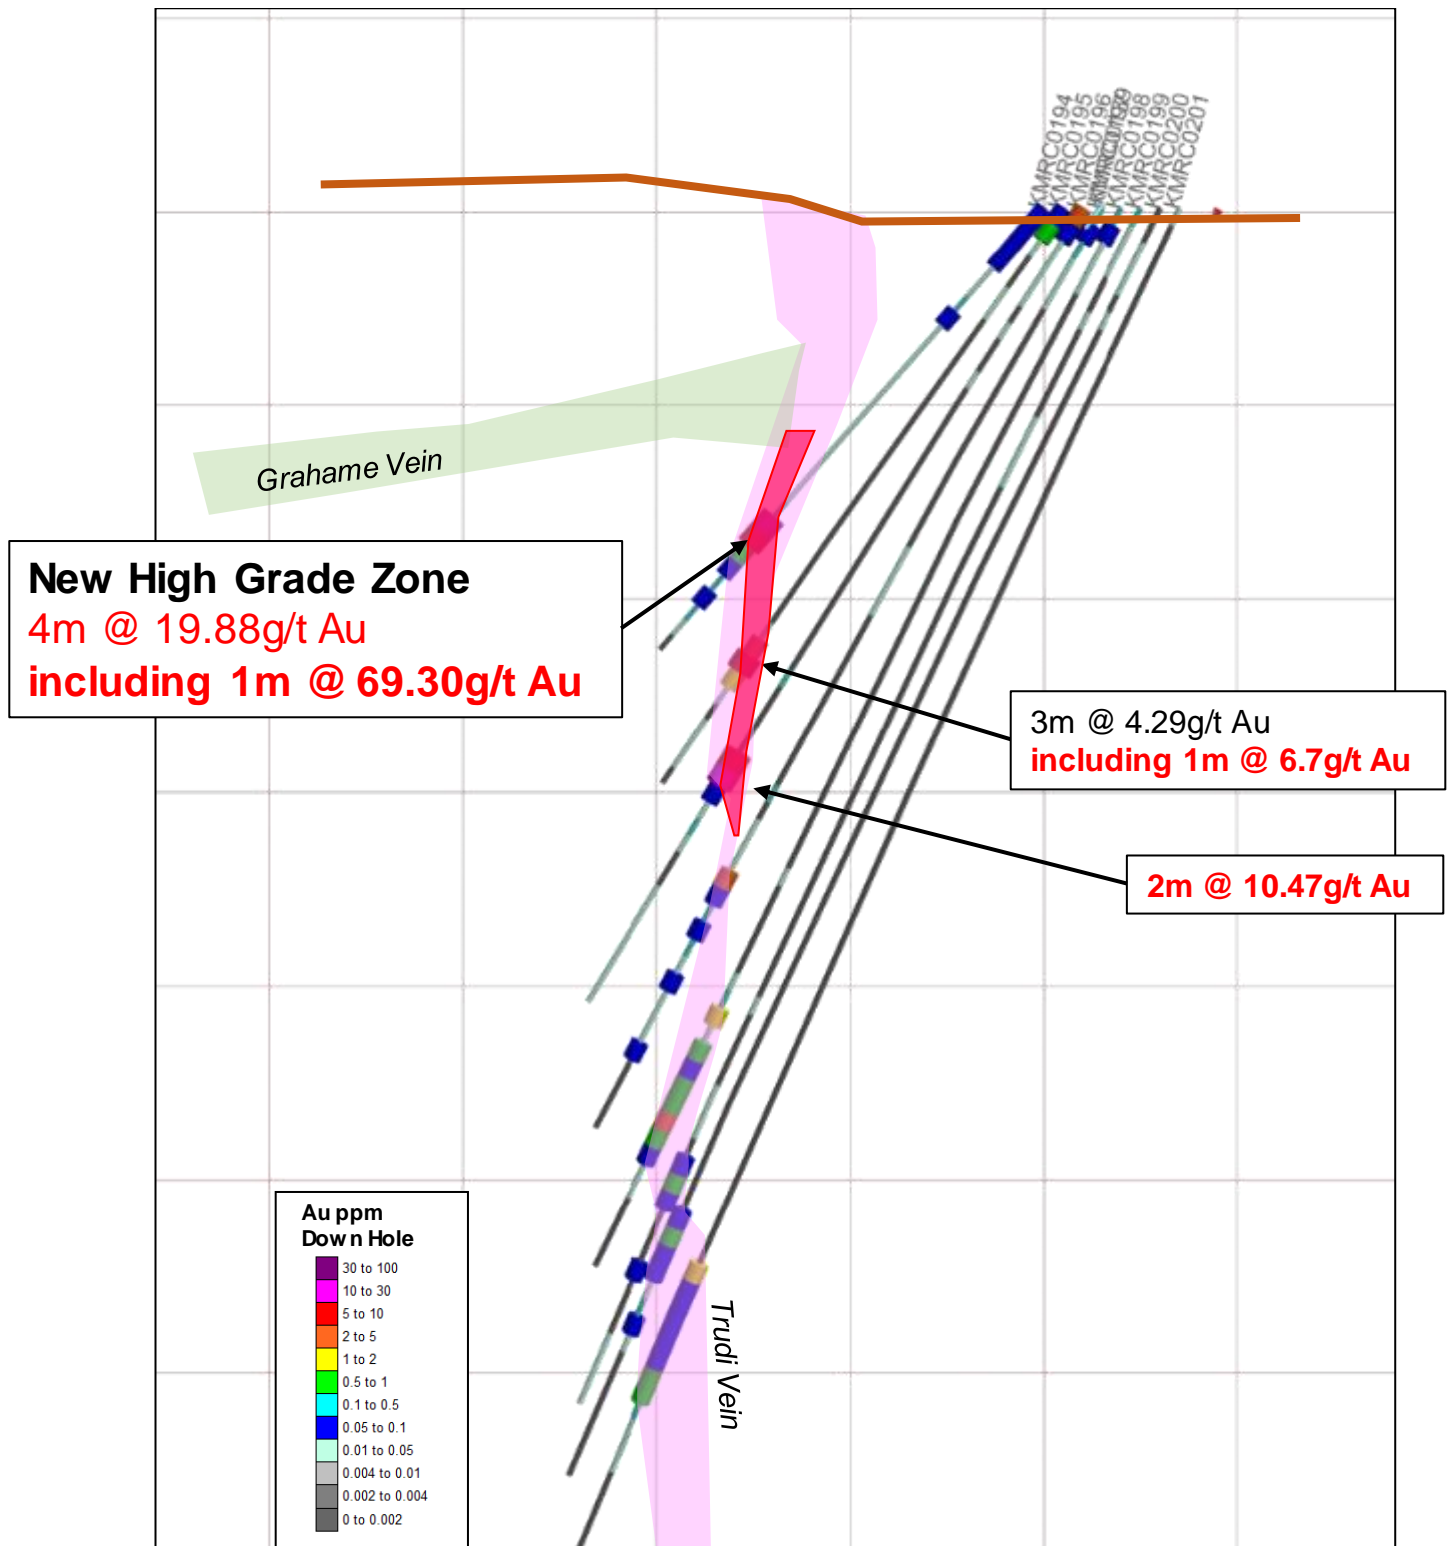 KMRC0194
KMRC0195
KMRC0196
KMRC0198
KMRC0199
KMRC0200
KMRC0201
Grahame Vein
New High Grade Zone
4m @ 19.88g/t Au
including 1m @ 69.30g/t Au
3m @ 4.29g/t Au
including 1m @ 6.7g/t Au
2m @ 10.47g/t Au
Trudi Vein
Au ppm
Down Hole
30 to 100
10 to 30
5 to 10
2 to 5
1 to 2
0.5 to 1
0.1 to 0.5
0.05 to 0.1
0.01 to 0.05
0.004 to 0.01
0.002 to 0.004
0 to 0.002